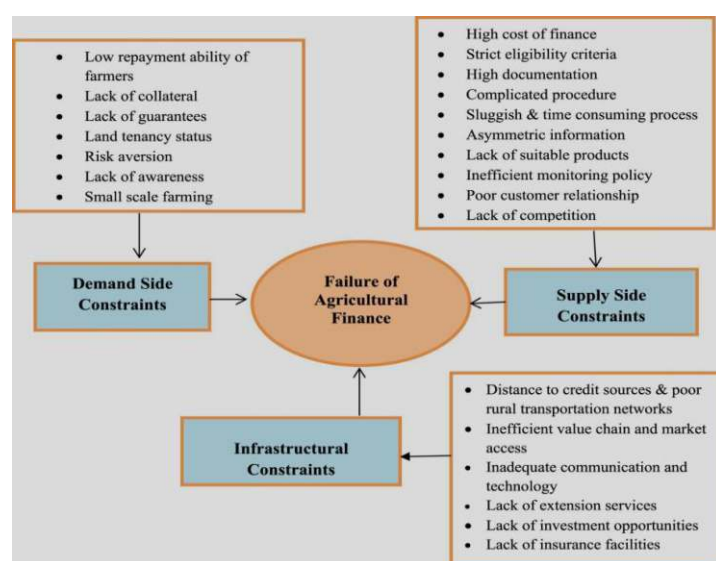 • Low repayment ability of
farmers
• Lack of collateral
• Lack of guarantees
• Land tenancy status
• Risk aversion
• Lack of awareness
• Small scale farming
• High cost of finance
• Strict eligibility criteria
• High documentation
• Complicated procedure
• Sluggish & time consuming process
• Asymmetric information
• Lack of suitable products
• Inefficient monitoring policy
• Poor customer relationship
• Lack of competition
Demand Side
Constraints
Failure of
Agricultural
Finance
Supply Side
Constraints
Infrastructural
Constraints
• Distance to credit sources & poor
rural transportation networks
• Inefficient value chain and market
access
• Inadequate communication and
technology
• Lack of extension services
• Lack of investment opportunities
• Lack of insurance facilities